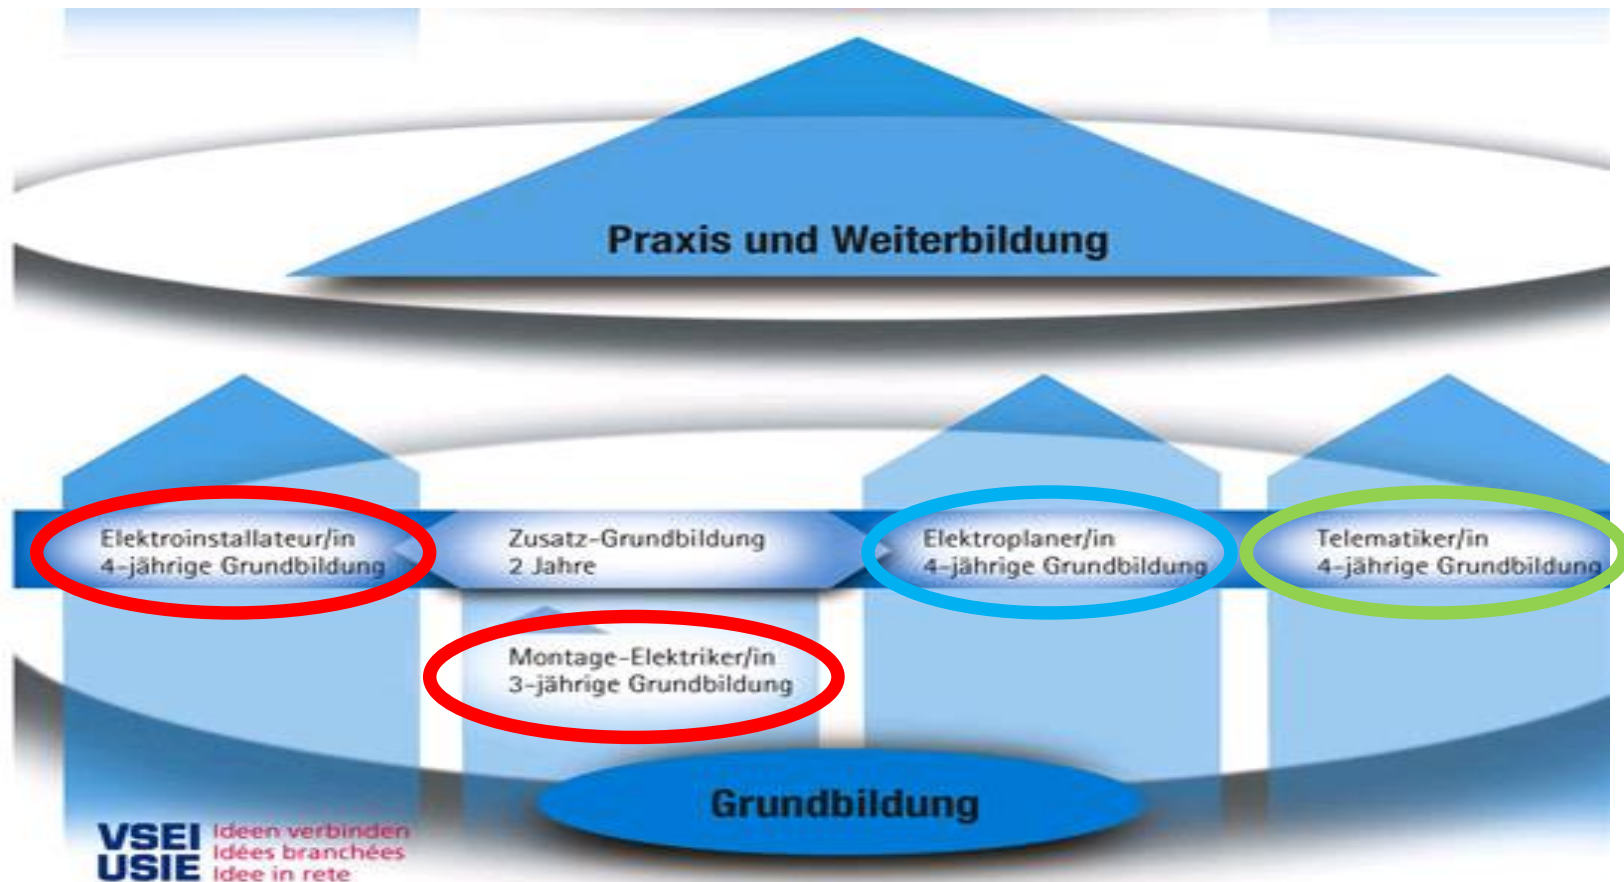 Praxis und Weiterbildung
Elektroinstallateur/in
4-jährige Grundbildung
Zusatz-Grundbildung
2 Jahre
Elektroplaner/in
4-jährige Grundbildung
Telematiker/in
4-jährige Grundbildung
Montage-Elektriker/in
3-jährige Grundbildung
Grundbildung
VSEI Ideen verbinden
Idées branchées
USIE Idee in rete